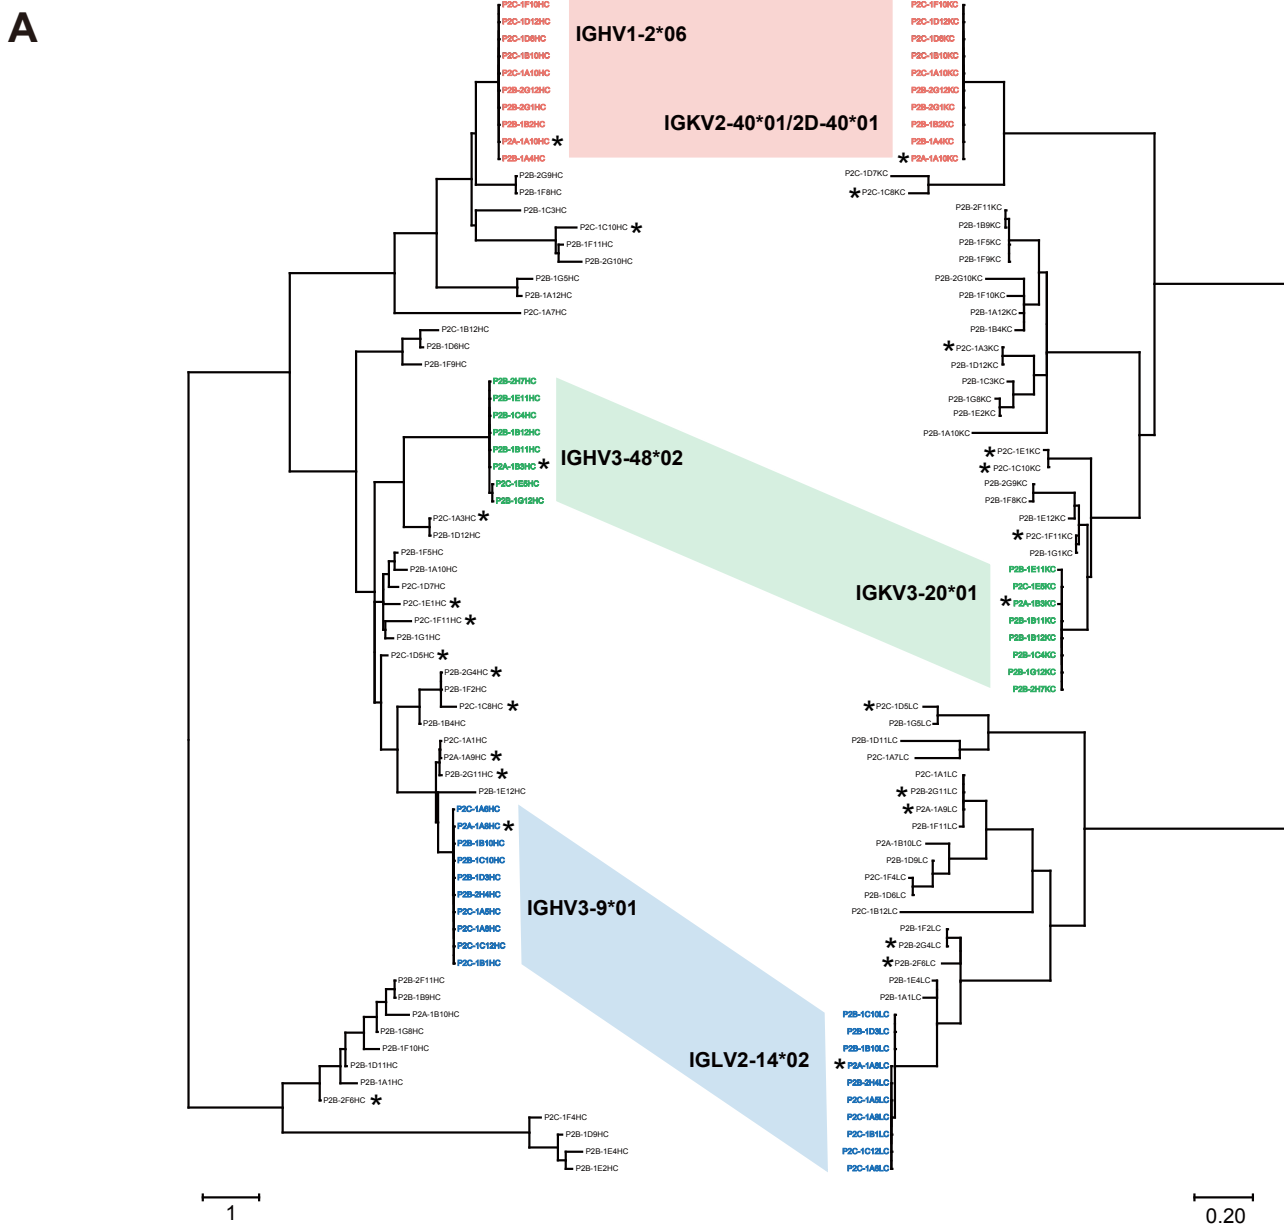 A
P2C-1F10HC
P2C-1D12HC
P2C-1D6HC
P2C-1B10HC
P2C-1A10HC
P2B-2G12HC
P2B-2G1HC
P2B-1B2HC
P2A-1A10HC *
P2B-1A4HC
P2B-2G9HC
P2B-1F8HC
P2B-1C3HC
P2C-1C10HC *
P2B-1F11HC
P2B-2G10HC
P2B-1G5HC
P2B-1A12HC
P2C-1A7HC
P2C-1B12HC
P2B-1D6HC
P2B-1F9HC
P2B-2H7HC
P2B-1E11HC
P2B-1C4HC
P2B-1B12HC
P2B-1B11HC
P2A-1B3HC *
P2C-1E5HC
P2B-1G12HC
P2C-1A3HC *
P2B-1D12HC
P2B-1F5HC
P2B-1A10HC
P2C-1D7HC
P2C-1E1HC *
P2C-1F11HC *
P2B-1G1HC
P2C-1D5HC *
P2B-2G4HC *
P2B-1F2HC
P2C-1C8HC *
P2B-1B4HC
P2C-1A1HC
P2A-1A9HC *
P2B-2G11HC *
P2B-1E12HC
P2C-1A6HC
P2A-1A8HC *
P2B-1B10HC
P2B-1C10HC
P2B-1D3HC
P2B-2H4HC
P2C-1A5HC
P2C-1A8HC
P2C-1C12HC
P2C-1B1HC
P2B-2F11HC
P2B-1B9HC
P2A-1B10HC
P2B-1G8HC
P2B-1F10HC
P2B-1D11HC
P2B-1A1HC
P2B-2F6HC *
P2C-1F4HC
P2B-1D9HC
P2B-1E4HC
P2B-1E2HC
1
IGHV1-2*06
IGKV2-40*01/2D-40*01
IGHV3-48*02
IGKV3-20*01
IGHV3-9*01
IGLV2-14*02
P2C-1F10KC
P2C-1D12KC
P2C-1D6KC
P2C-1B10KC
P2C-1A10KC
P2B-2G12KC
P2B-2G1KC
P2B-1B2KC
P2B-1A4KC
* P2A-1A10KC
P2C-1D7KC
* P2C-1C8KC
P2B-2F11KC
P2B-1B9KC
P2B-1F5KC
P2B-1F9KC
P2B-2G10KC
P2B-1F10KC
P2B-1A12KC
P2B-1B4KC
* P2C-1A3KC
P2B-1D12KC
P2B-1C3KC
P2B-1G8KC
P2B-1E2KC
P2B-1A10KC
* P2C-1E1KC
* P2C-1C10KC
P2B-2G9KC
P2B-1F8KC
P2B-1E12KC
* P2C-1F11KC
P2B-1G1KC
P2B-1E11KC
P2C-1E5KC
* P2A-1B3KC
P2B-1B11KC
P2B-1B12KC
P2B-1C4KC
P2B-1G12KC
P2B-2H7KC
* P2C-1D5LC
P2B-1G5LC
P2B-1D11LC
P2C-1A7LC
P2C-1A1LC
* P2B-2G11LC
* P2A-1A9LC
P2B-1F11LC
P2A-1B10LC
P2B-1D9LC
P2C-1F4LC
P2B-1D6LC
P2C-1B12LC
P2B-1F2LC
* P2B-2G4LC
* P2B-2F6LC
P2B-1E4LC
P2B-1A1LC
P2B-1C10LC
P2B-1D3LC
P2B-1B10LC
* P2A-1A8LC
P2B-2H4LC
P2C-1A5LC
P2C-1A8LC
P2C-1B1LC
P2C-1C12LC
P2C-1A6LC
0.20